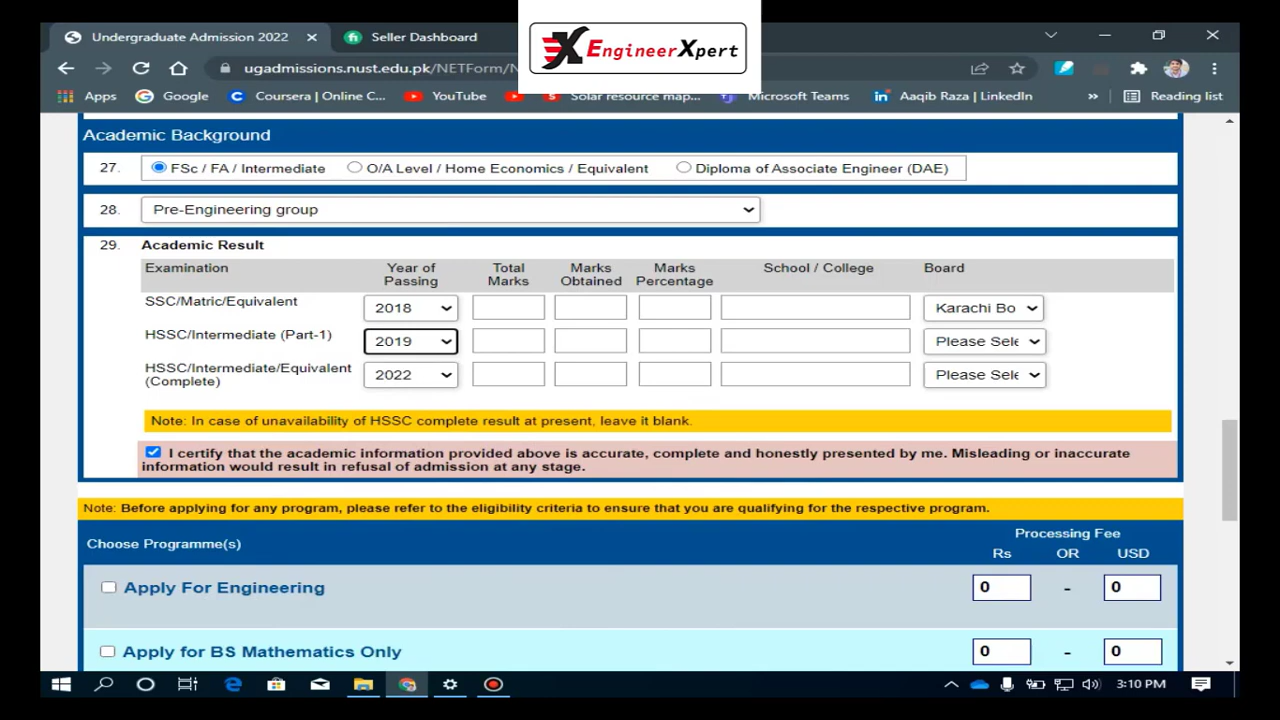 Undergraduate Admission 2022
Seller Dashboard
EngineerXpert
ugadmissions.nust.edu.pk/NETForm/N
Apps
Google
Coursera | Online C...
YouTube
Solar resource map...
Microsoft Teams
Aaqib Raza | LinkedIn
»
Reading list
Academic Background
27. FSc / FA / Intermediate O/A Level / Home Economics / Equivalent Diploma of Associate Engineer (DAE)
28. Pre-Engineering group
29. Academic Result
Examination Year of Passing Total Marks Marks Obtained Marks Percentage School / College Board
SSC/Matric/Equivalent 2018 Karachi Bo
HSSC/Intermediate (Part-1) 2019 Please Sele
HSSC/Intermediate/Equivalent (Complete) 2022 Please Sele
Note: In case of unavailability of HSSC complete result at present, leave it blank.
I certify that the academic information provided above is accurate, complete and honestly presented by me. Misleading or inaccurate
information would result in refusal of admission at any stage.
Note: Before applying for any program, please refer to the eligibility criteria to ensure that you are qualifying for the respective program.
Processing Fee
Choose Programme(s)
Rs OR USD
Apply For Engineering 0 - 0
Apply for BS Mathematics Only 0 - 0
3:10 PM